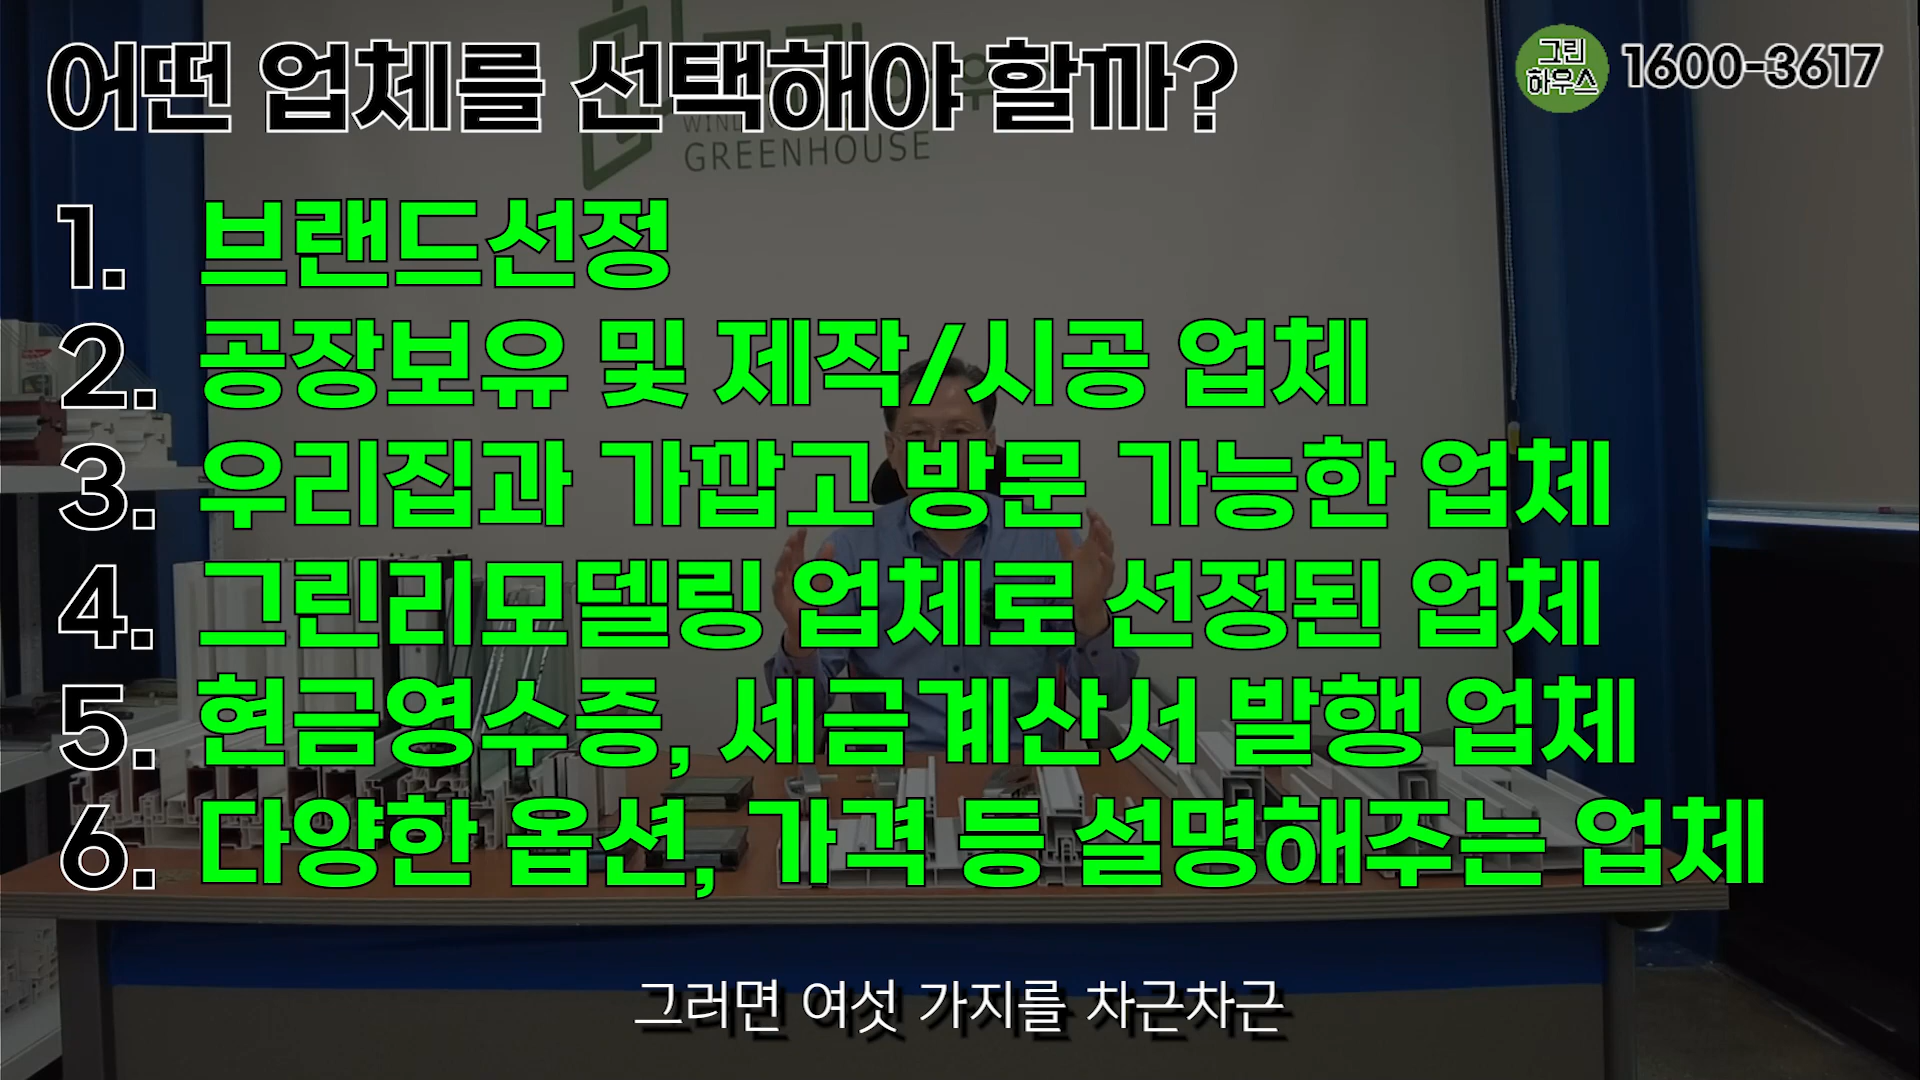 어떤 업체를 선택해야 할까?
그린
하우스
1600-3617
GREENHOUSE
1. 브랜드선정
2. 공장보유 및 제작/시공 업체
3. 우리집과 가깝고 방문 가능한 업체
4. 그린리모델링 업체로 선정된 업체
5. 현금영수증, 세금계산서 발행 업체
6. 다양한 옵션, 가격 등 설명해주는 업체
그러면 여섯 가지를 차근차근